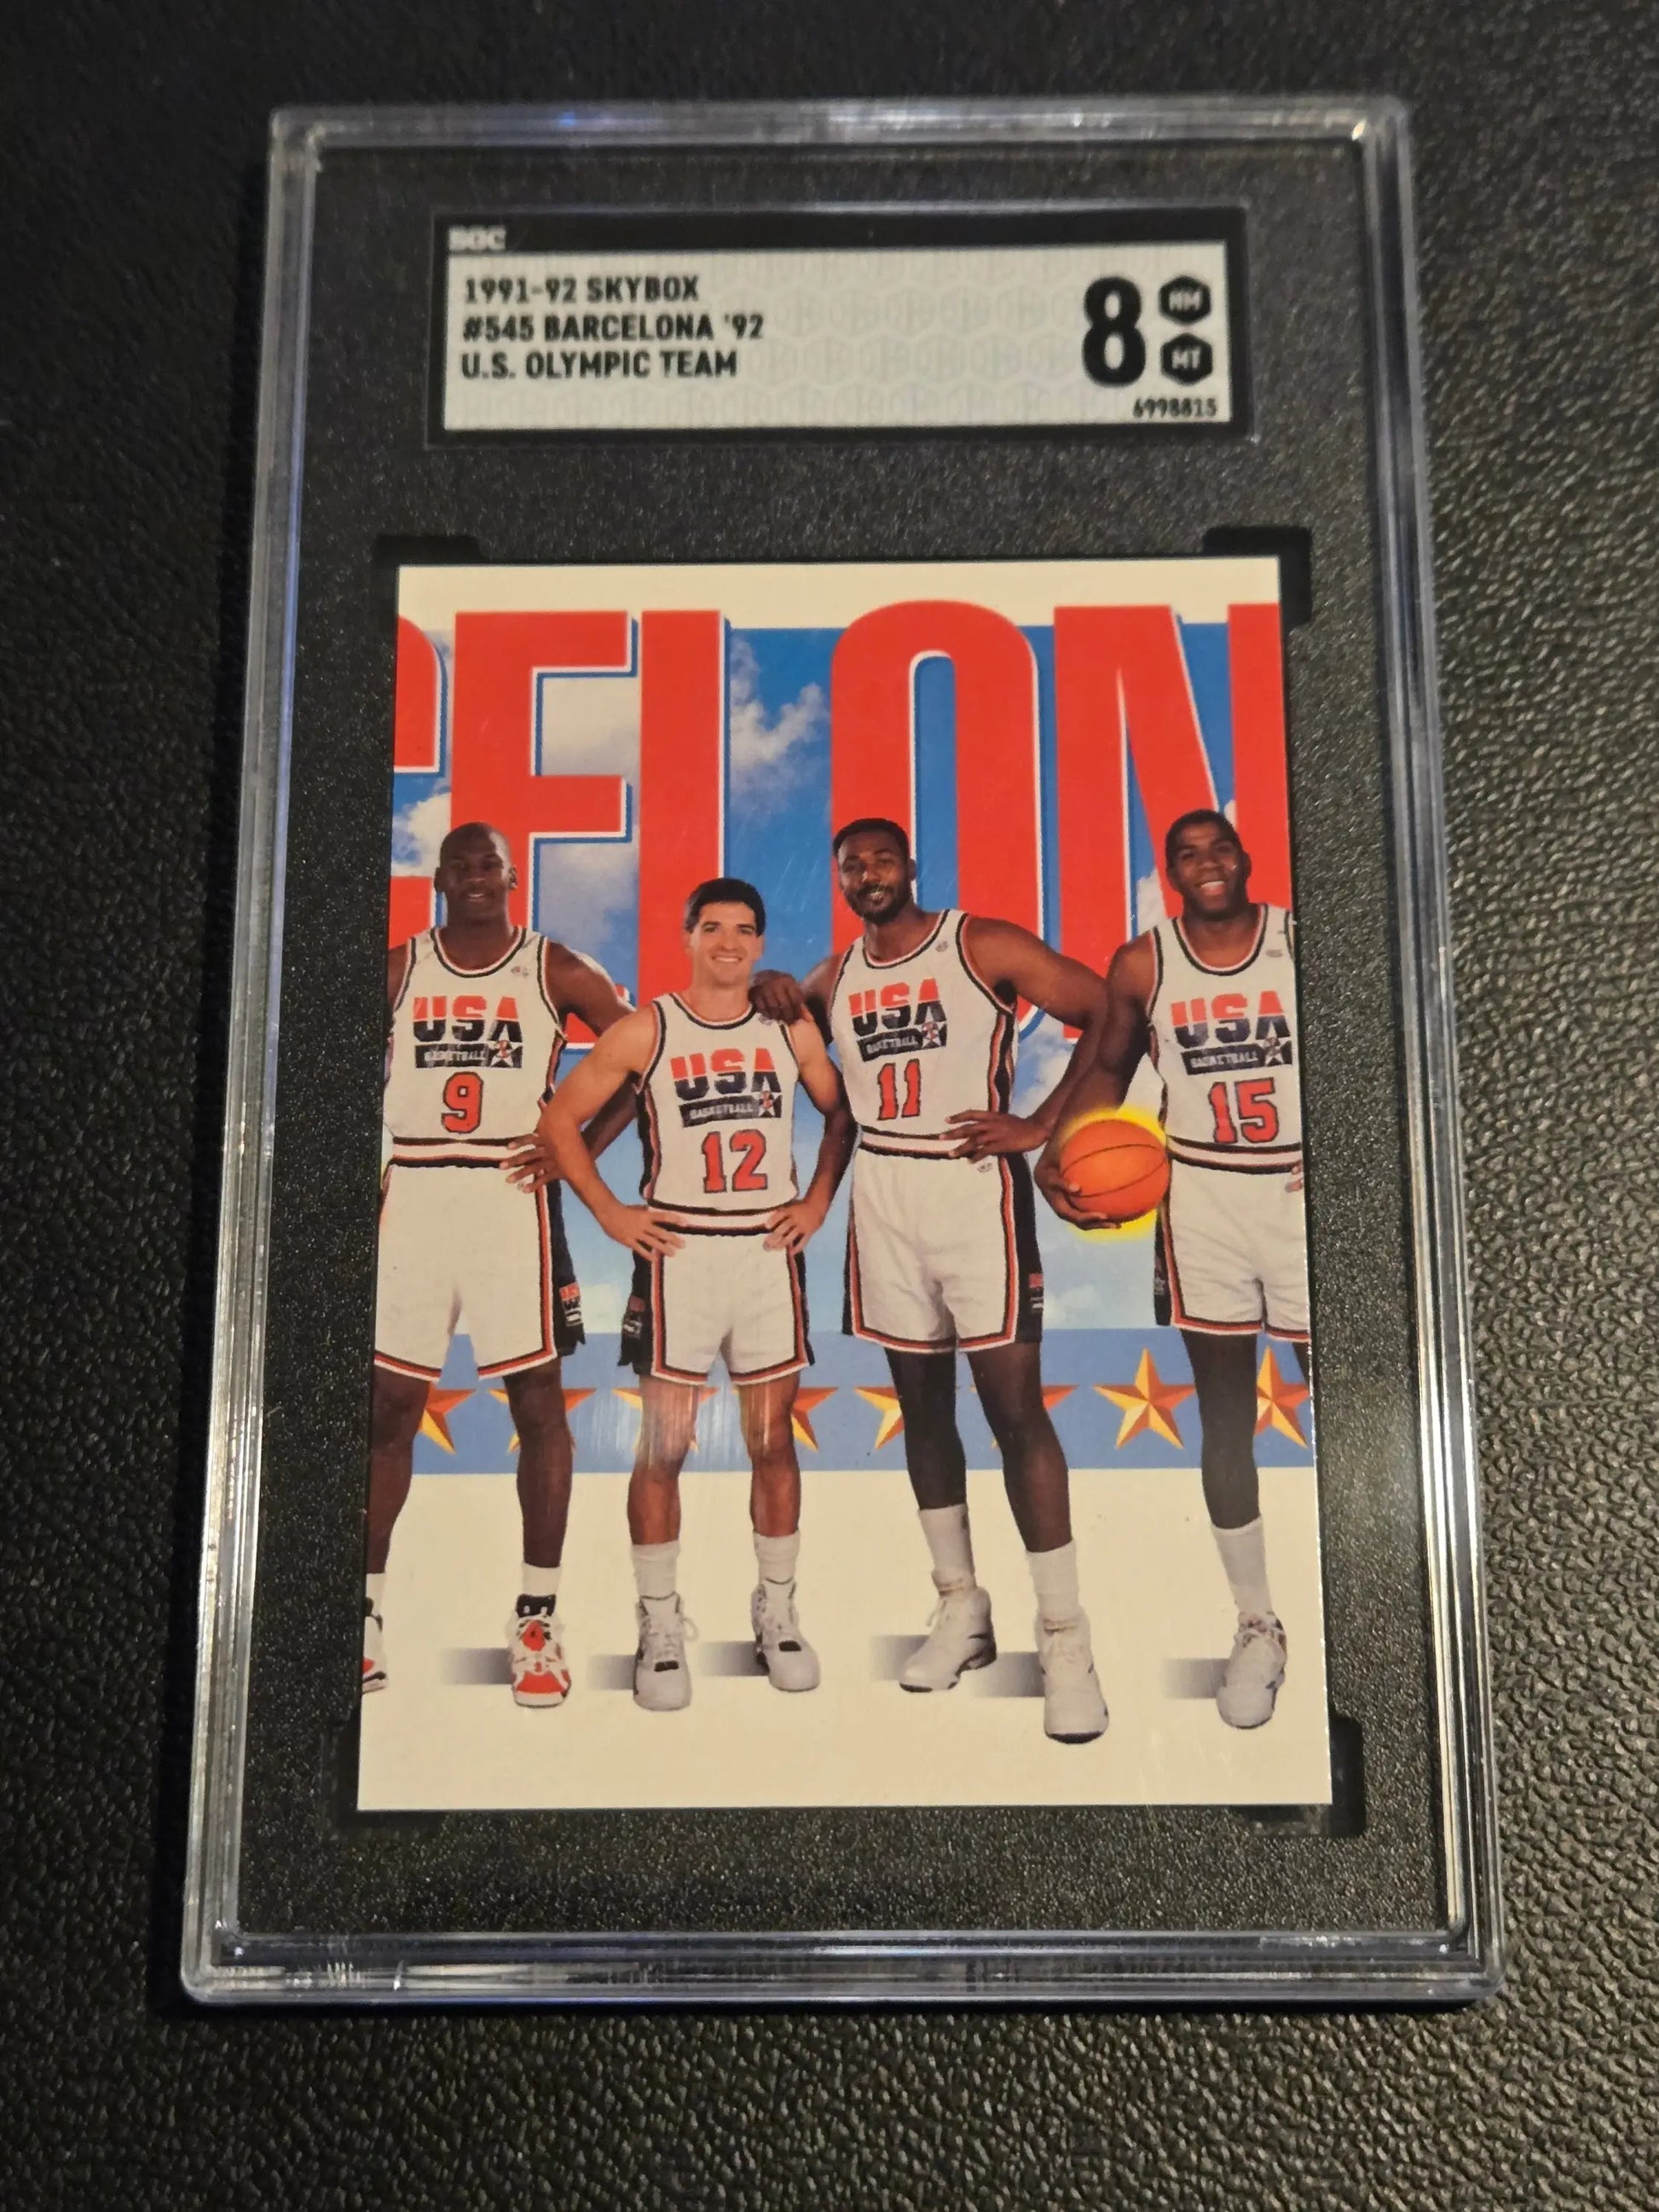 SGC
1991-92 SKYBOX
#545 BARCELONA '92
U.S. OLYMPIC TEAM
8
NM
MT
6998815
CELON
USA
BASKETBALL
9
USA
BASKETBALL
12
USA
BASKETBALL
11
USA
BASKETBALL
15